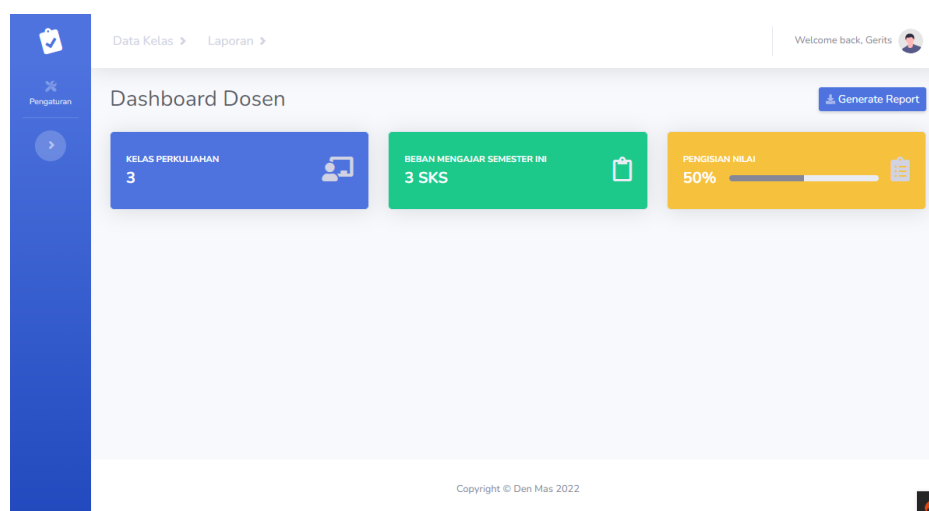 Data Kelas
Laporan
Welcome back, Gerits
Pengaturan
Dashboard Dosen
Generate Report
KELAS PERKULIAHAN
3
BEBAN MENGAJAR SEMESTER INI
3 SKS
PENGISIAN NILAI
50%
Copyright © Den Mas 2022